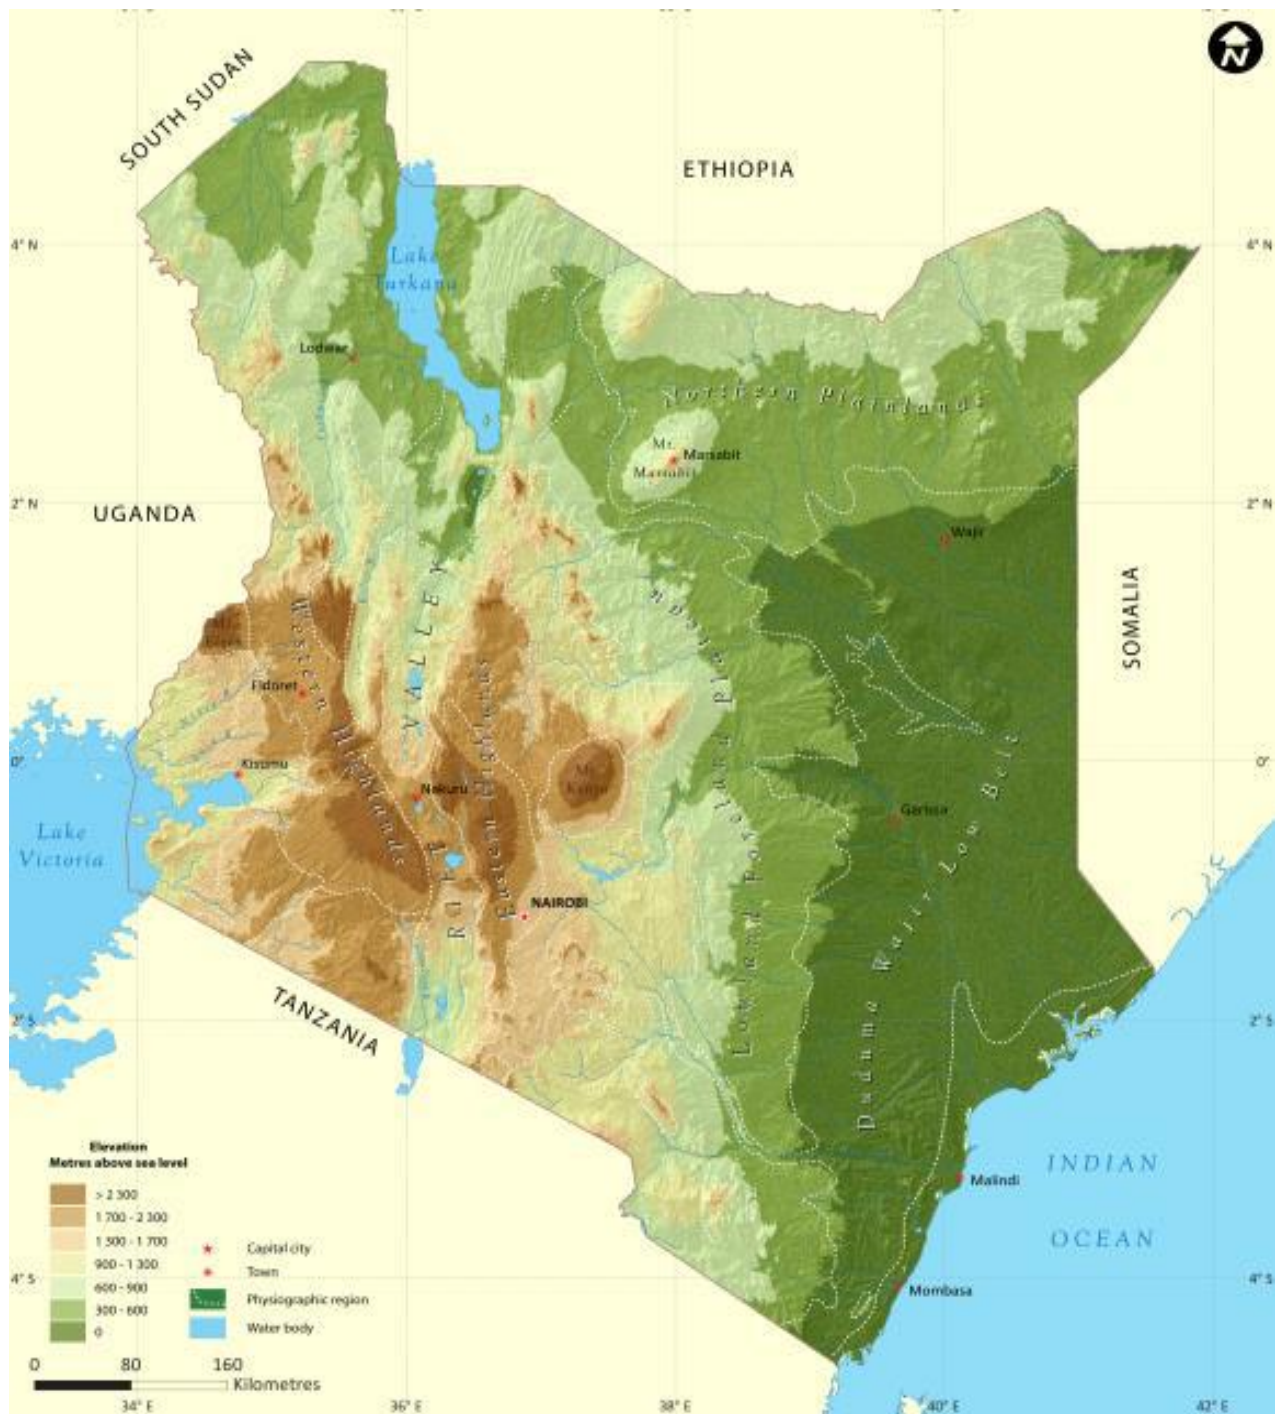 N
SOUTH SUDAN
ETHIOPIA
4° N
4° N
Lake
Turkana
Lodwar
Northern Plainlands
Mt.
Marsabit
Marsabit
2° N
2° N
UGANDA
Wajir
SOMALIA
VALLEY
RIFT
Western Highlands
Eastern Highlands
Eldoret
Kisumu
0°
0°
Nakuru
Mt.
Kenya
Garissa
Lake
Victoria
NAIROBI
Lowland Foreland Plateau
Duduma Wajir Low Belt
TANZANIA
2° S
2° S
INDIAN
OCEAN
Malindi
Mombasa
Elevation
Metres above sea level
> 2 300
1 700 - 2 300
1 300 - 1 700
900 - 1 300
600 - 900
300 - 600
0
Capital city
Town
Physiographic region
Water body
4° S
4° S
0 80 160
Kilometres
34° E
36° E
38° E
40° E
42° E